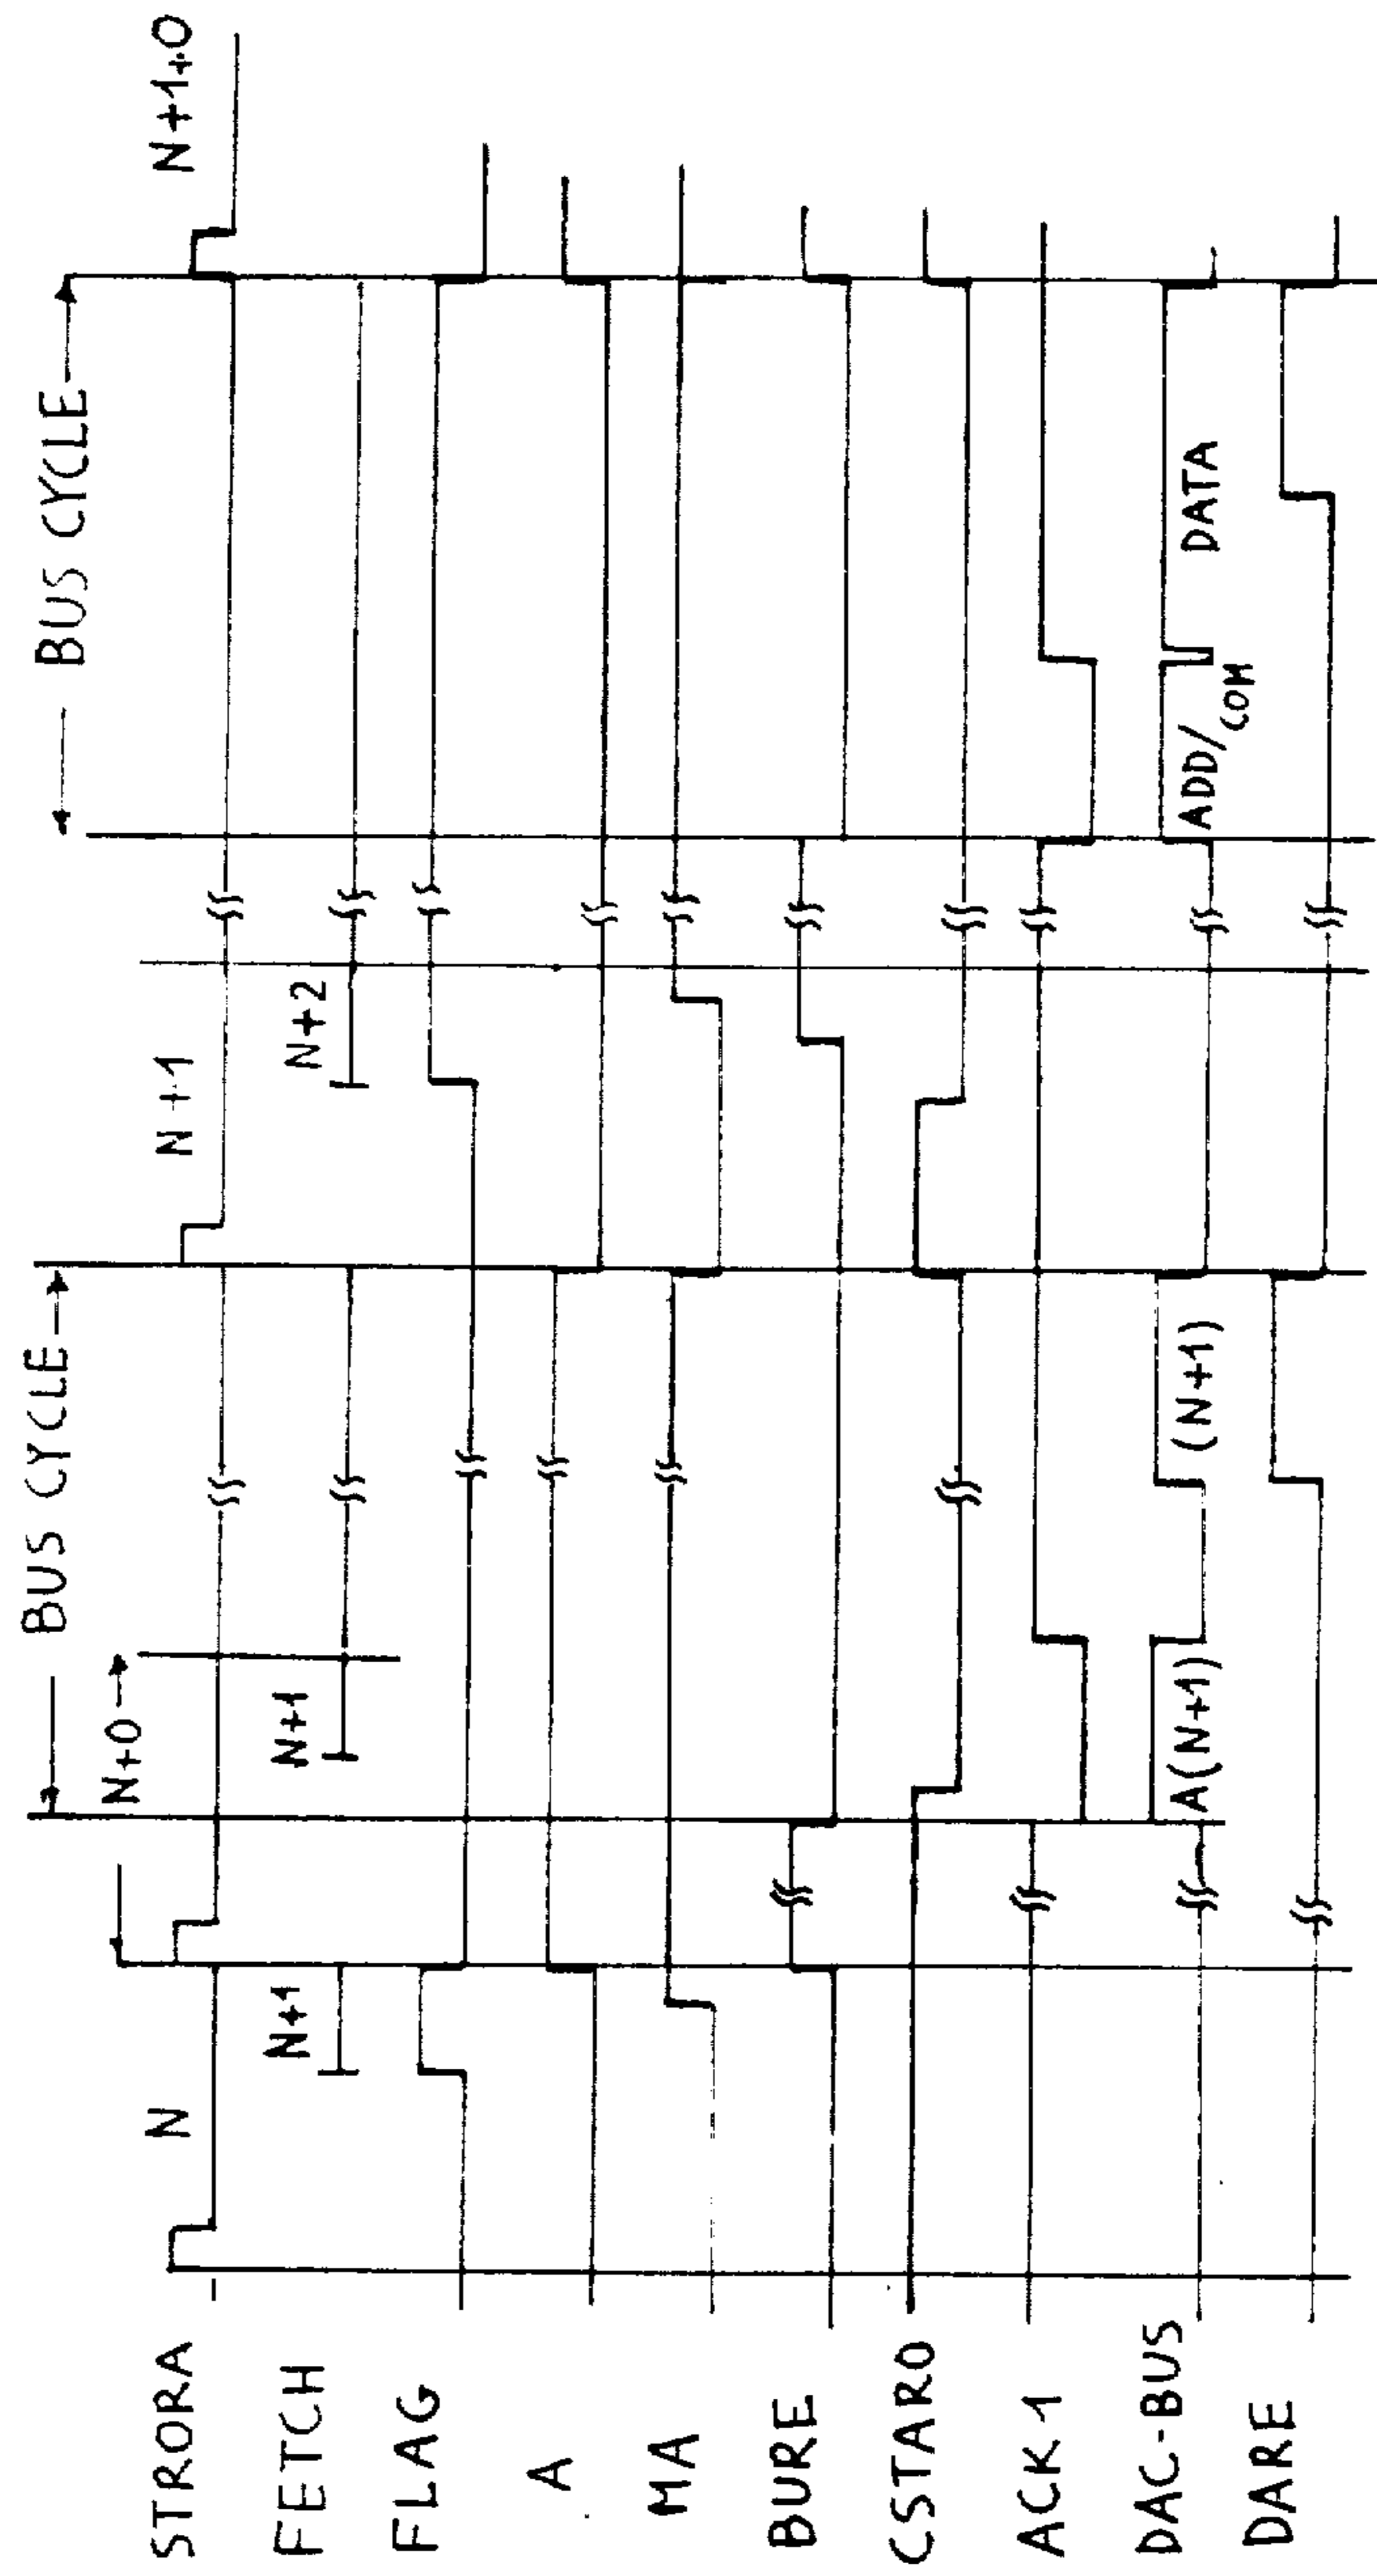 BUS CYCLE BUS CYCLE
N+0
STRORA N N+1 N+1+0
FETCH N+1 N+1 N+2
FLAG
A
MA
BURE
CSTARO
ACK 1
DAC-BUS A(N+1) (N+1) ADD/COM DATA
DARE